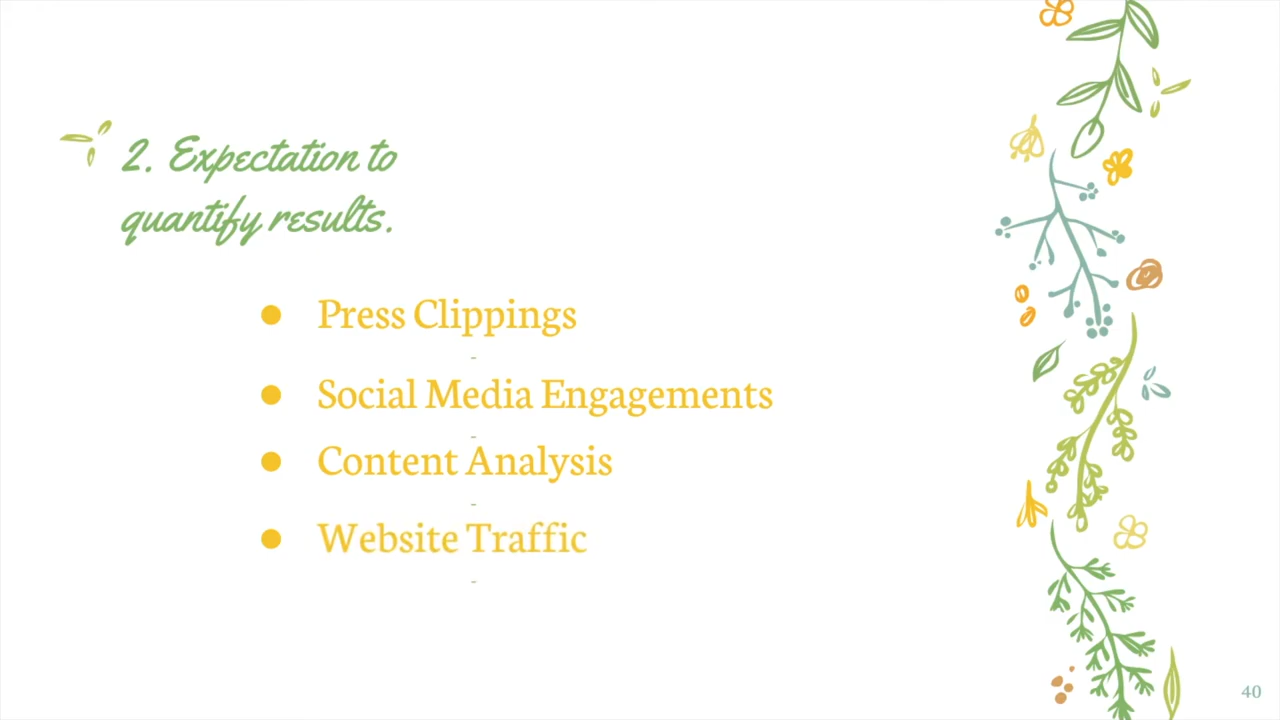 2. Expectation to
quantify results.
● Press Clippings
-
● Social Media Engagements
-
● Content Analysis
-
● Website Traffic
-
40